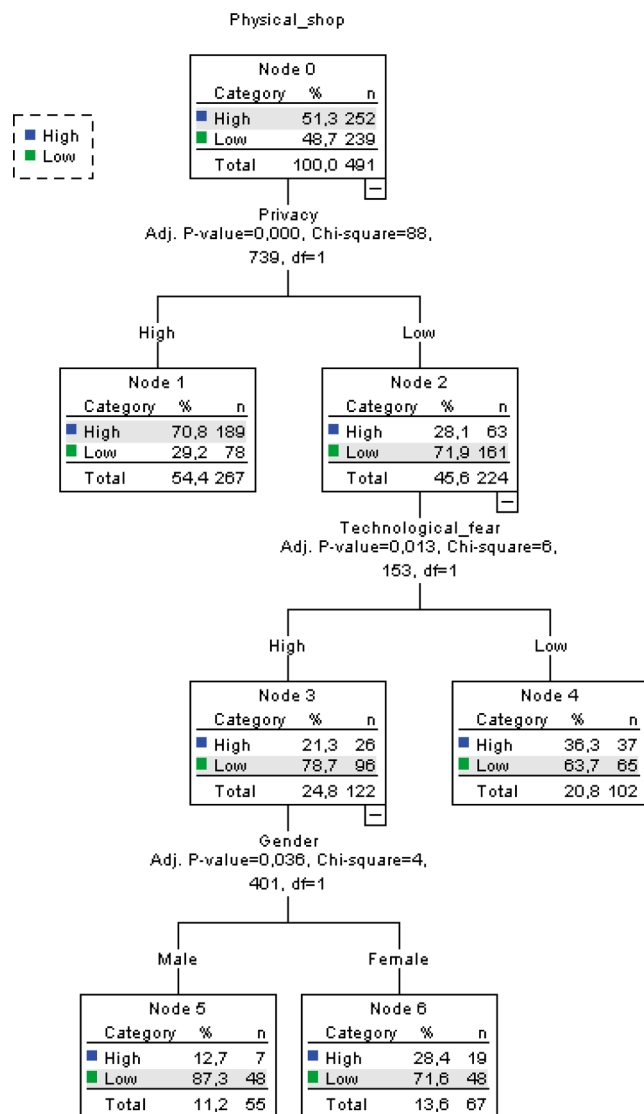 Physical_shop
High
Low
Node 0
Category % n
High 51,3 252
Low 48,7 239
Total 100,0 491
Privacy
Adj. P-value=0,000, Chi-square=88,
739, df=1
High Low
Node 1
Category % n
High 70,8 189
Low 29,2 78
Total 54,4 267
Node 2
Category % n
High 28,1 63
Low 71,9 161
Total 45,6 224
Technological_fear
Adj. P-value=0,013, Chi-square=6,
153, df=1
High Low
Node 3
Category % n
High 21,3 26
Low 78,7 96
Total 24,8 122
Node 4
Category % n
High 36,3 37
Low 63,7 65
Total 20,8 102
Gender
Adj. P-value=0,036, Chi-square=4,
401, df=1
Male Female
Node 5
Category % n
High 12,7 7
Low 87,3 48
Total 11,2 55
Node 6
Category % n
High 28,4 19
Low 71,6 48
Total 13,6 67